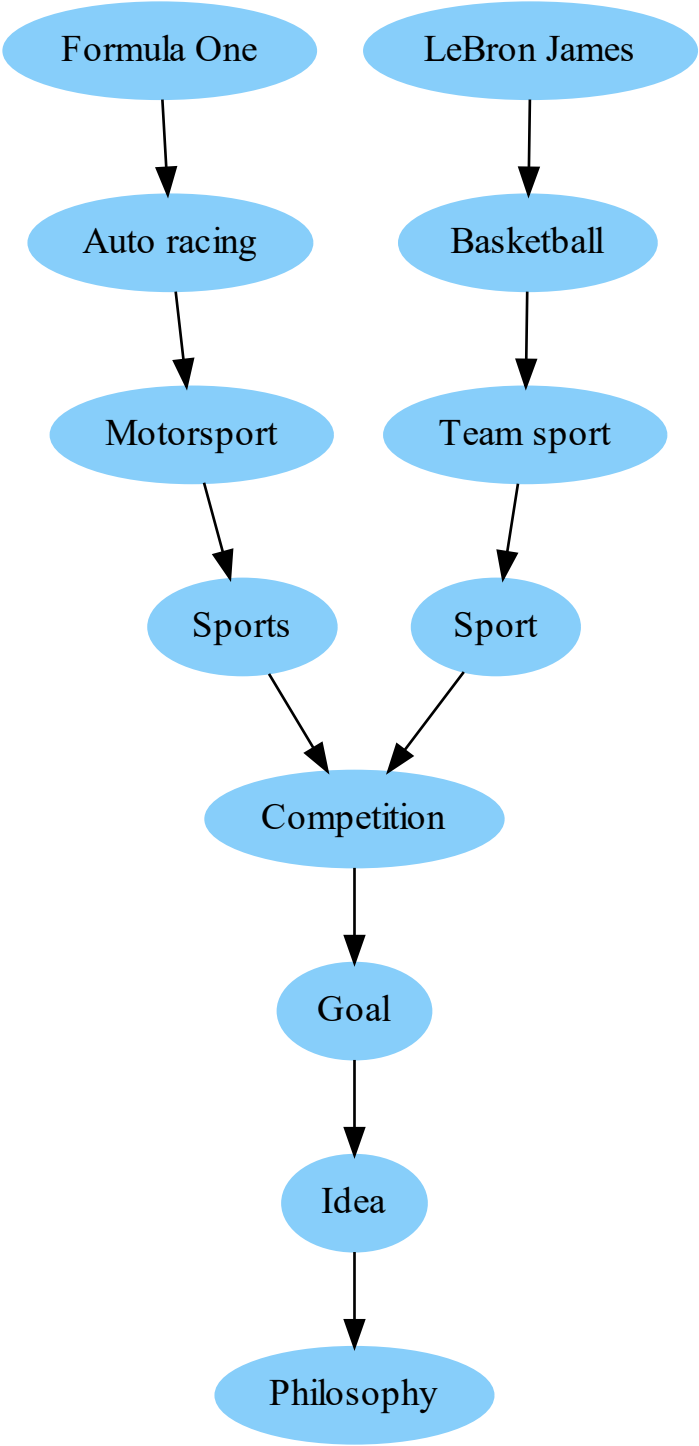 Formula One
LeBron James
Auto racing
Basketball
Motorsport
Team sport
Sports
Sport
Competition
Goal
Idea
Philosophy